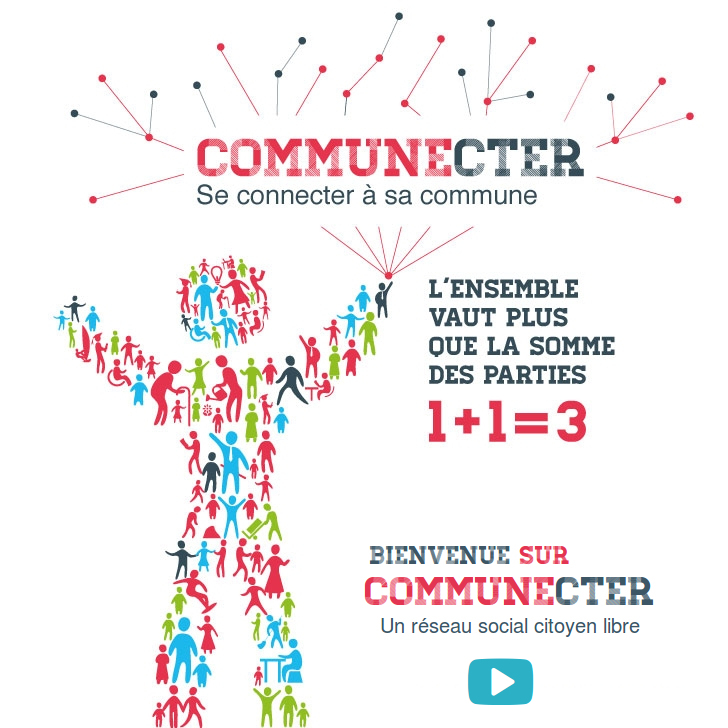 COMMUNECTER
Se connecter à sa commune
L'ENSEMBLE
VAUT PLUS
QUE LA SOMME
DES PARTIES
1+1=3
BIENVENUE SUR
COMMUNECTER
Un réseau social citoyen libre